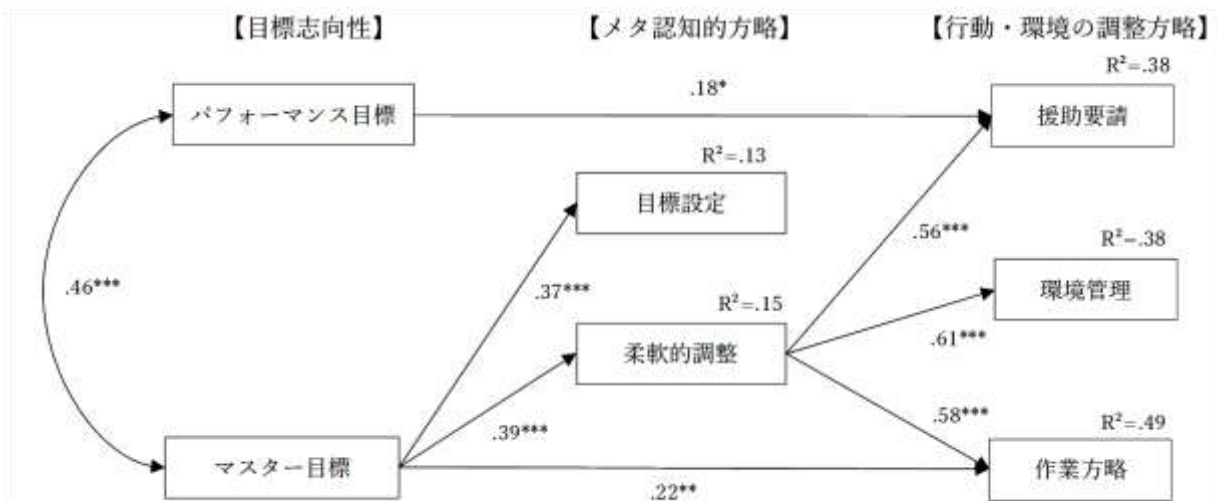 【目標志向性】
【メタ認知的方略】
【行動・環境の調整方略】
R²=.38
パフォーマンス目標
.18*
援助要請
R²=.13
目標設定
.56***
R²=.38
.46***
.37***
環境管理
R²=.15
柔軟的調整
.61***
.39***
.58***
R²=.49
マスター目標
作業方略
.22**